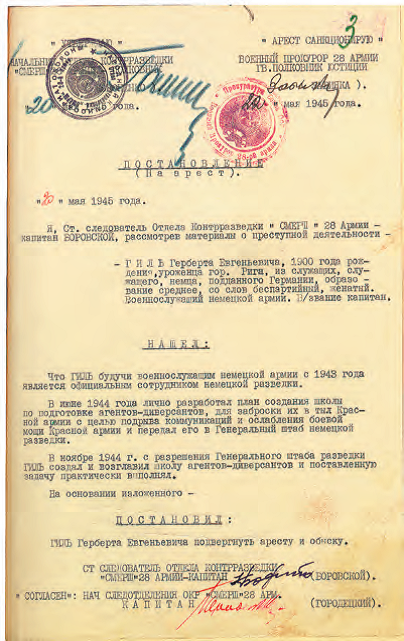 3
" АРЕСТ САНКЦИОНИРУЮ "
НАЧАЛЬНИК КОНТРРАЗВЕДКИ
"СМЕРШ" ПОЛКОВНИК
ВОЕННЫЙ ПРОКУРОР 28 АРМИИ
ГВ.ПОЛКОВНИК ЮСТИЦИИ
"20" года.
"22" мая 1945 года.
ПОСТАНОВЛЕНИЕ
(На арест).
"20" мая 1945 года.
Я, Ст. следователь Отдела Контрразведки " СМЕРШ " 28 Армии -
капитан БОРОВСКОЙ, рассмотрев материалы о преступной деятельности -
- ГИЛЬ Герберта Евгеньевича, 1900 года рож-
дения, уроженца гор. Риги, из служащих, слу-
жащего, немца, подданного Германии, образо-
вание среднее, со слов беспартийный, женатый.
Военнослужащий немецкой армии. В/звание капитан.
НАШЕЛ:
Что ГИЛЬ будучи военнослужащим немецкой армии с 1943 года
является официальным сотрудником немецкой разведки.
В июне 1944 года лично разработал план создания школы
по подготовке агентов-диверсантов, для заброски их в тыл Крас-
ной армии с целью подрыва коммуникаций и ослабления боевой
мощи Красной армии и передал его в Генеральный штаб немецкой
разведки.
В ноябре 1944 г. с разрешения Генерального штаба разведки
ГИЛЬ создал и возглавил школу агентов-диверсантов и поставленную
задачу практически выполнял.
На основании изложенного -
ПОСТАНОВИЛ:
ГИЛЬ Герберта Евгеньевича подвергнуть аресту и обыску.
СТ СЛЕДОВАТЕЛЬ ОТДЕЛА КОНТРРАЗВЕДКИ
"СМЕРШ"28 АРМИИ-КАПИТАН (БОРОВСКОЙ).
"СОГЛАСЕН": НАЧ СЛЕДОТДЕЛЕНИЯ ОКР "СМЕРШ"28 АРМ.
КАПИТАН (ГОРОДЕЦКИЙ).